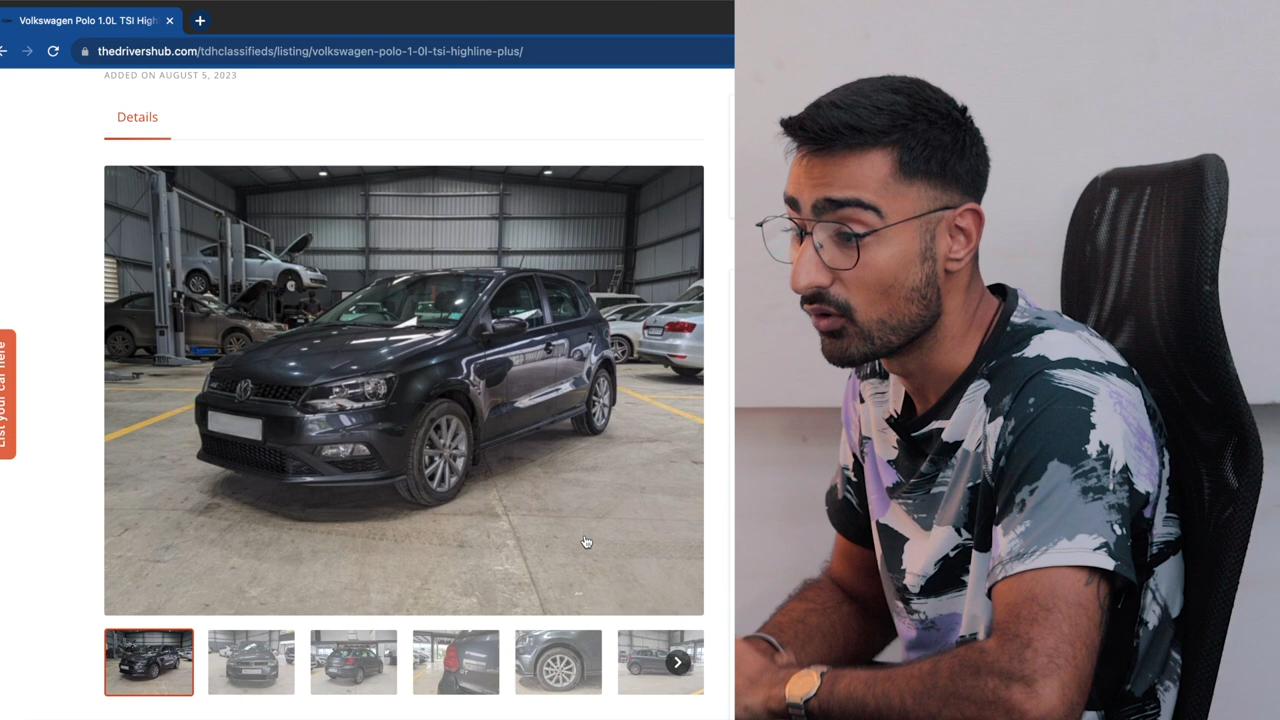 Volkswagen Polo 1.0L TSI High
thedrivershub.com/tdhclassifieds/listing/volkswagen-polo-1-0l-tsi-highline-plus/
ADDED ON AUGUST 5, 2023
Details
List your car here
GT